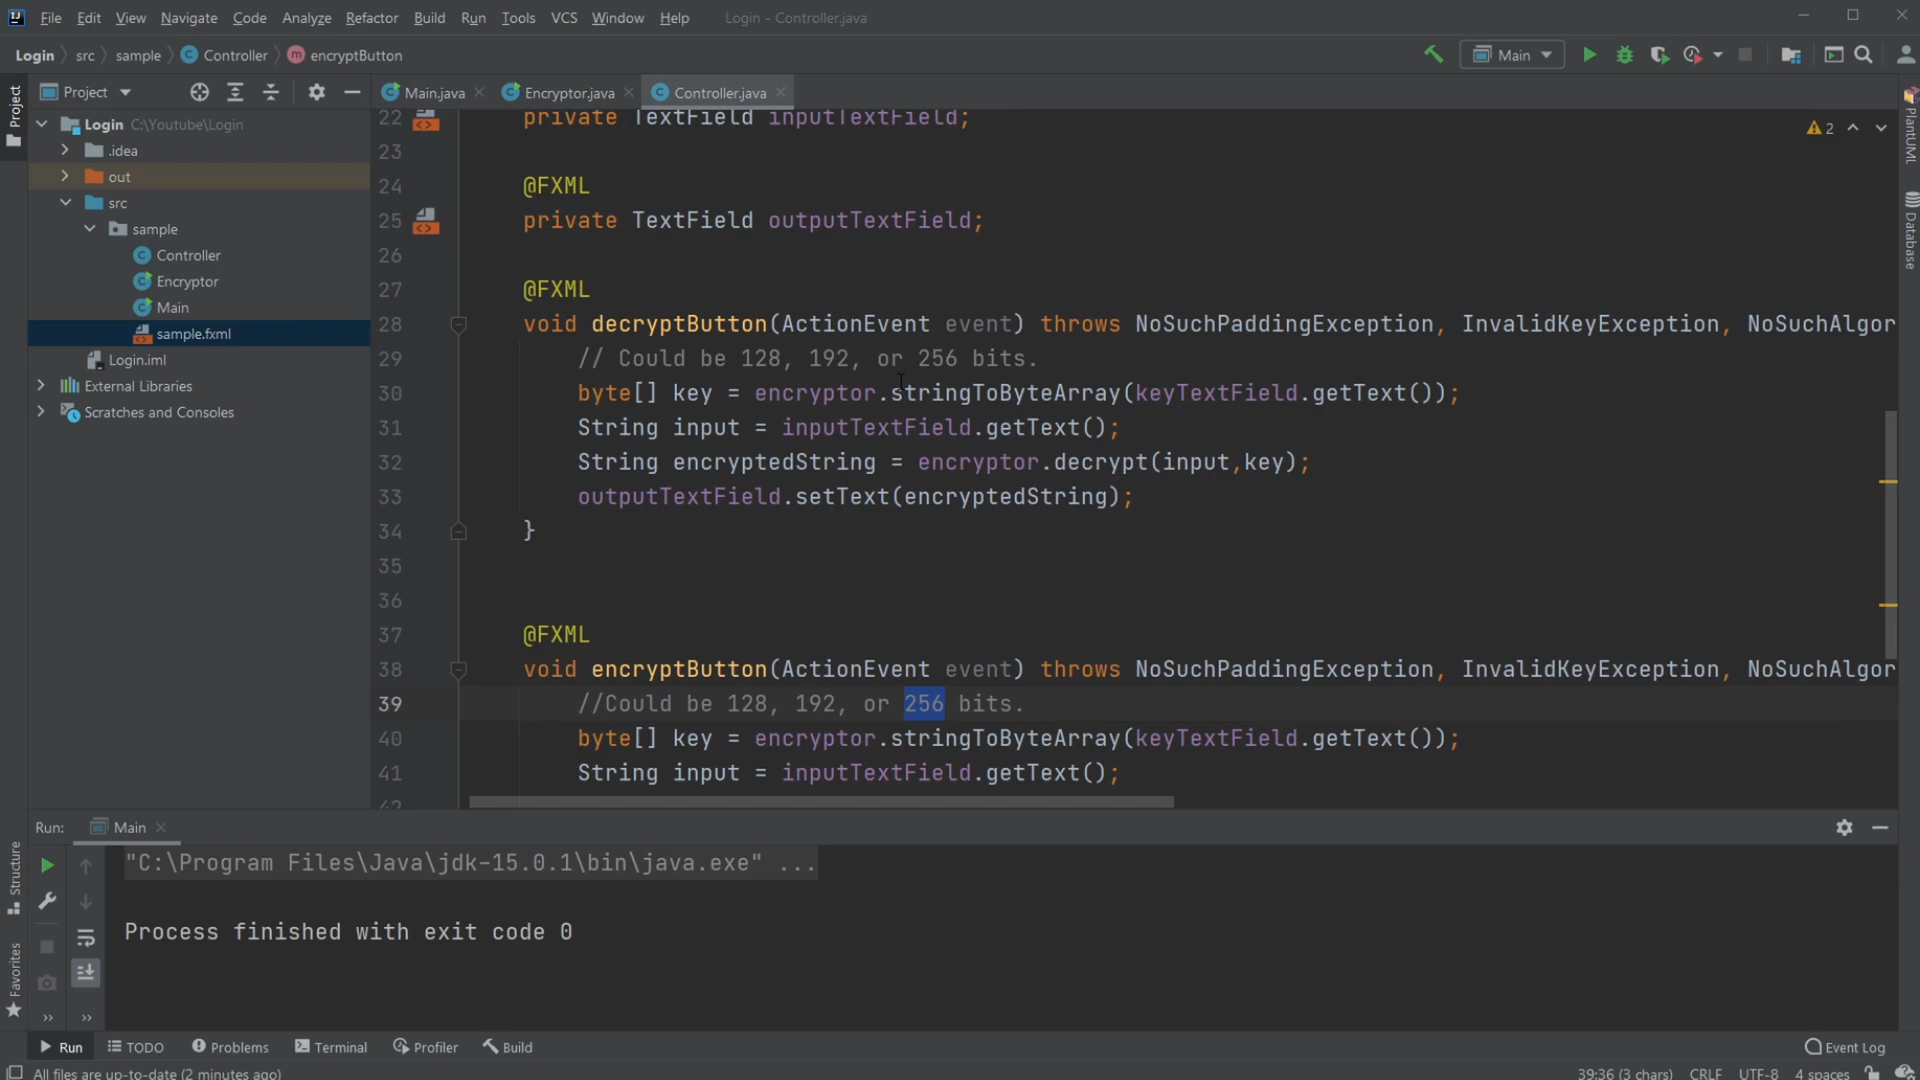 File Edit View Navigate Code Analyze Refactor Build Run Tools VCS Window Help Login - Controller.java
Login src sample Controller encryptButton Main
Project Main.java Encryptor.java Controller.java
Project
Login C:\Youtube\Login
.idea
out
src
sample
Controller
Encryptor
Main
sample.fxml
Login.iml
External Libraries
Scratches and Consoles
22 private TextField inputTextField;
23
24 @FXML
25 private TextField outputTextField;
26
27 @FXML
28 void decryptButton(ActionEvent event) throws NoSuchPaddingException, InvalidKeyException, NoSuchAlgor
29 // Could be 128, 192, or 256 bits.
30 byte[] key = encryptor.stringToByteArray(keyTextField.getText());
31 String input = inputTextField.getText();
32 String encryptedString = encryptor.decrypt(input,key);
33 outputTextField.setText(encryptedString);
34 }
35
36
37 @FXML
38 void encryptButton(ActionEvent event) throws NoSuchPaddingException, InvalidKeyException, NoSuchAlgor
39 //Could be 128, 192, or 256 bits.
40 byte[] key = encryptor.stringToByteArray(keyTextField.getText());
41 String input = inputTextField.getText();
42
2
PlantUML
Database
Run: Main
"C:\Program Files\Java\jdk-15.0.1\bin\java.exe" ...
Process finished with exit code 0
Structure
Favorites
Run TODO Problems Terminal Profiler Build Event Log
All files are up-to-date (2 minutes ago) 39:36 (3 chars) CRLF UTF-8 4 spaces